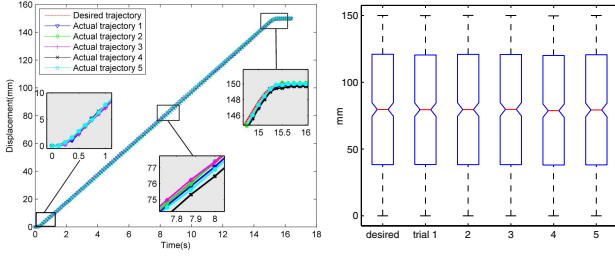 160
140
120
100
80
60
40
20
0
Displacement(mm)
Desired trajectory
Actual trajectory 1
Actual trajectory 2
Actual trajectory 3
Actual trajectory 4
Actual trajectory 5
10
5
0
0 0.5 1
150
148
146
15 15.5 16
77
76
75
7.8 7.9 8
0 2 4 6 8 10 12 14 16 18
Time(s)
150
100
50
0
mm
desired trial 1 2 3 4 5